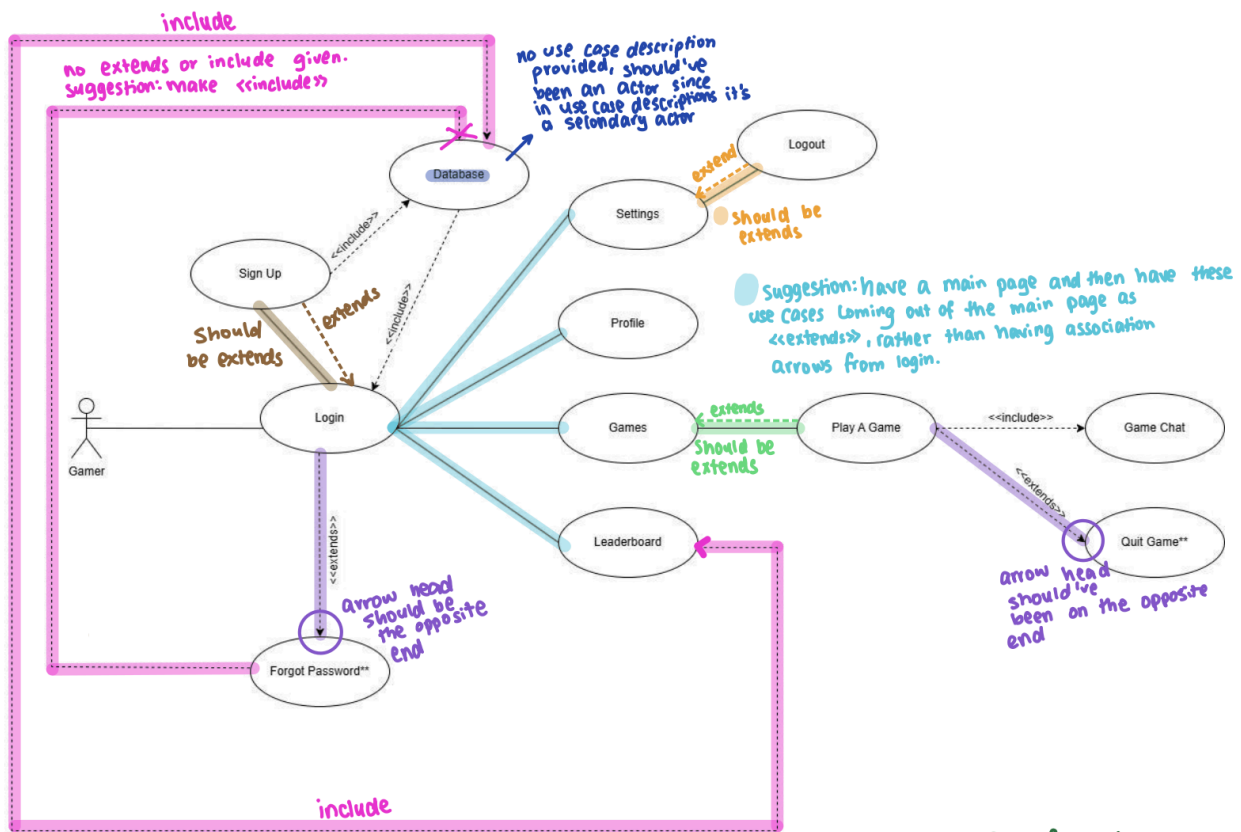 include
no extends or include given.
suggestion: make <<include>>
no use case description
provided, should've
been an actor since
in use case descriptions it's
a selondary actor
Logout
extend
Database
Settings
should be
extends
<<include>>
Sign Up
extends
<<include>>
Should
be extends
Suggestion: have a main page and then have these
use cases coming out of the main page as
<<extends>>, rather than having association
arrows from login.
Profile
Login
Gamer
Games
extends
Should be
extends
Play A Game
<<include>>
Game Chat
<<extends>>
<<extends>>
Leaderboard
Quit Game**
arrow head
should be
the opposite
end
arrow head
should've
been on the opposite
end
Forgot Password**
include